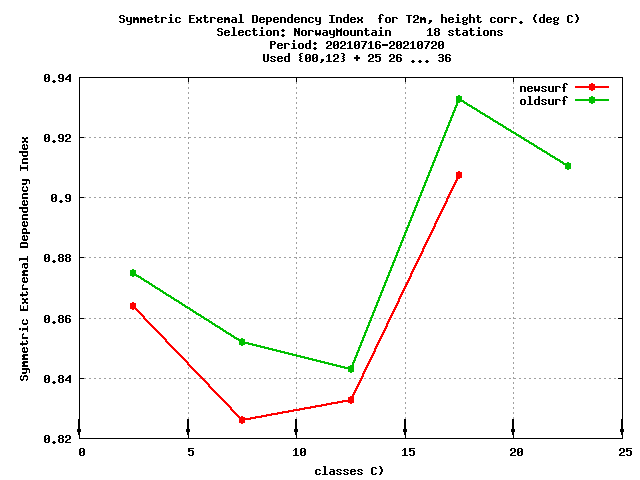 Symmetric Extremal Dependency Index  for T2m, height corr. (deg C)
Selection: NorwayMountain     18 stations
Period: 20210716-20210720
Used {00,12} + 25 26 ... 36
newsurf
oldsurf
Symmetric Extremal Dependency Index
0.94
0.92
0.9
0.88
0.86
0.84
0.82
0 5 10 15 20 25
classes C)